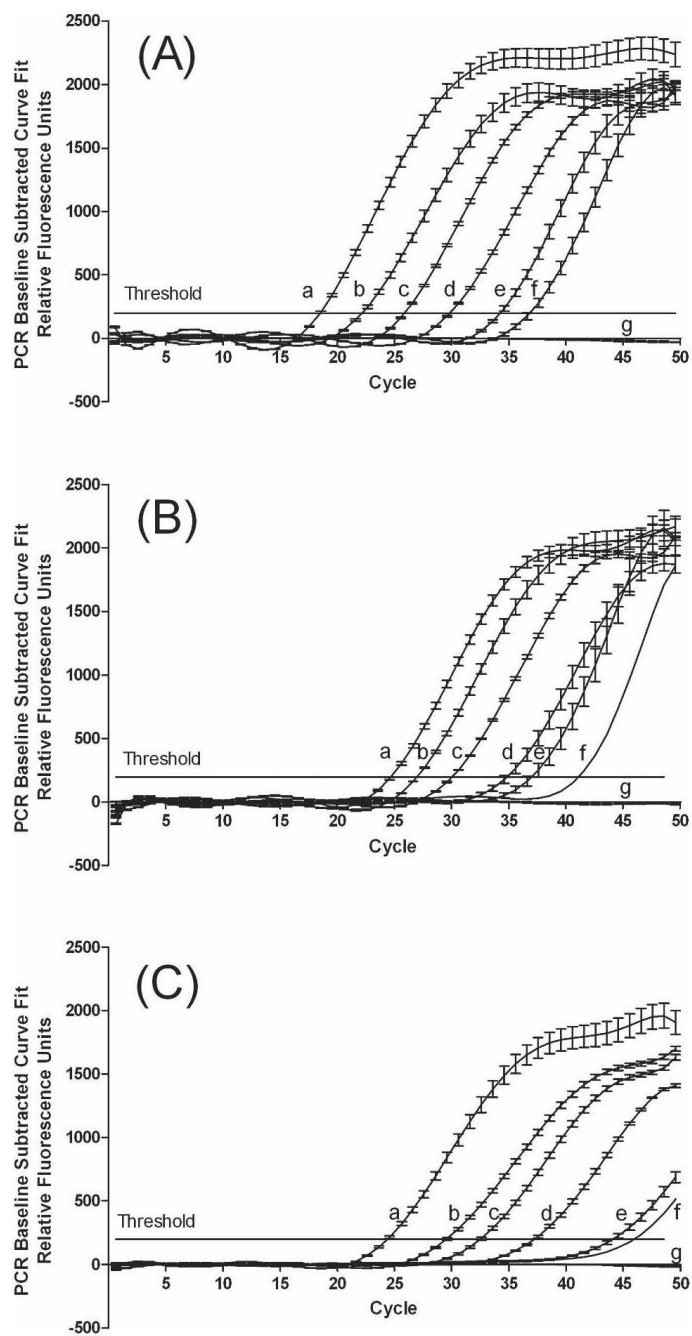 (A)
PCR Baseline Subtracted Curve Fit
Relative Fluorescence Units
2500
2000
1500
1000
500
0
-500
Threshold
a b c d e f
g
5 10 15 20 25 30 35 40 45 50
Cycle
(B)
PCR Baseline Subtracted Curve Fit
Relative Fluorescence Units
2500
2000
1500
1000
500
0
-500
Threshold
a b c d e f
g
5 10 15 20 25 30 35 40 45 50
Cycle
(C)
PCR Baseline Subtracted Curve Fit
Relative Fluorescence Units
2500
2000
1500
1000
500
0
-500
Threshold
a b c d e f
g
5 10 15 20 25 30 35 40 45 50
Cycle